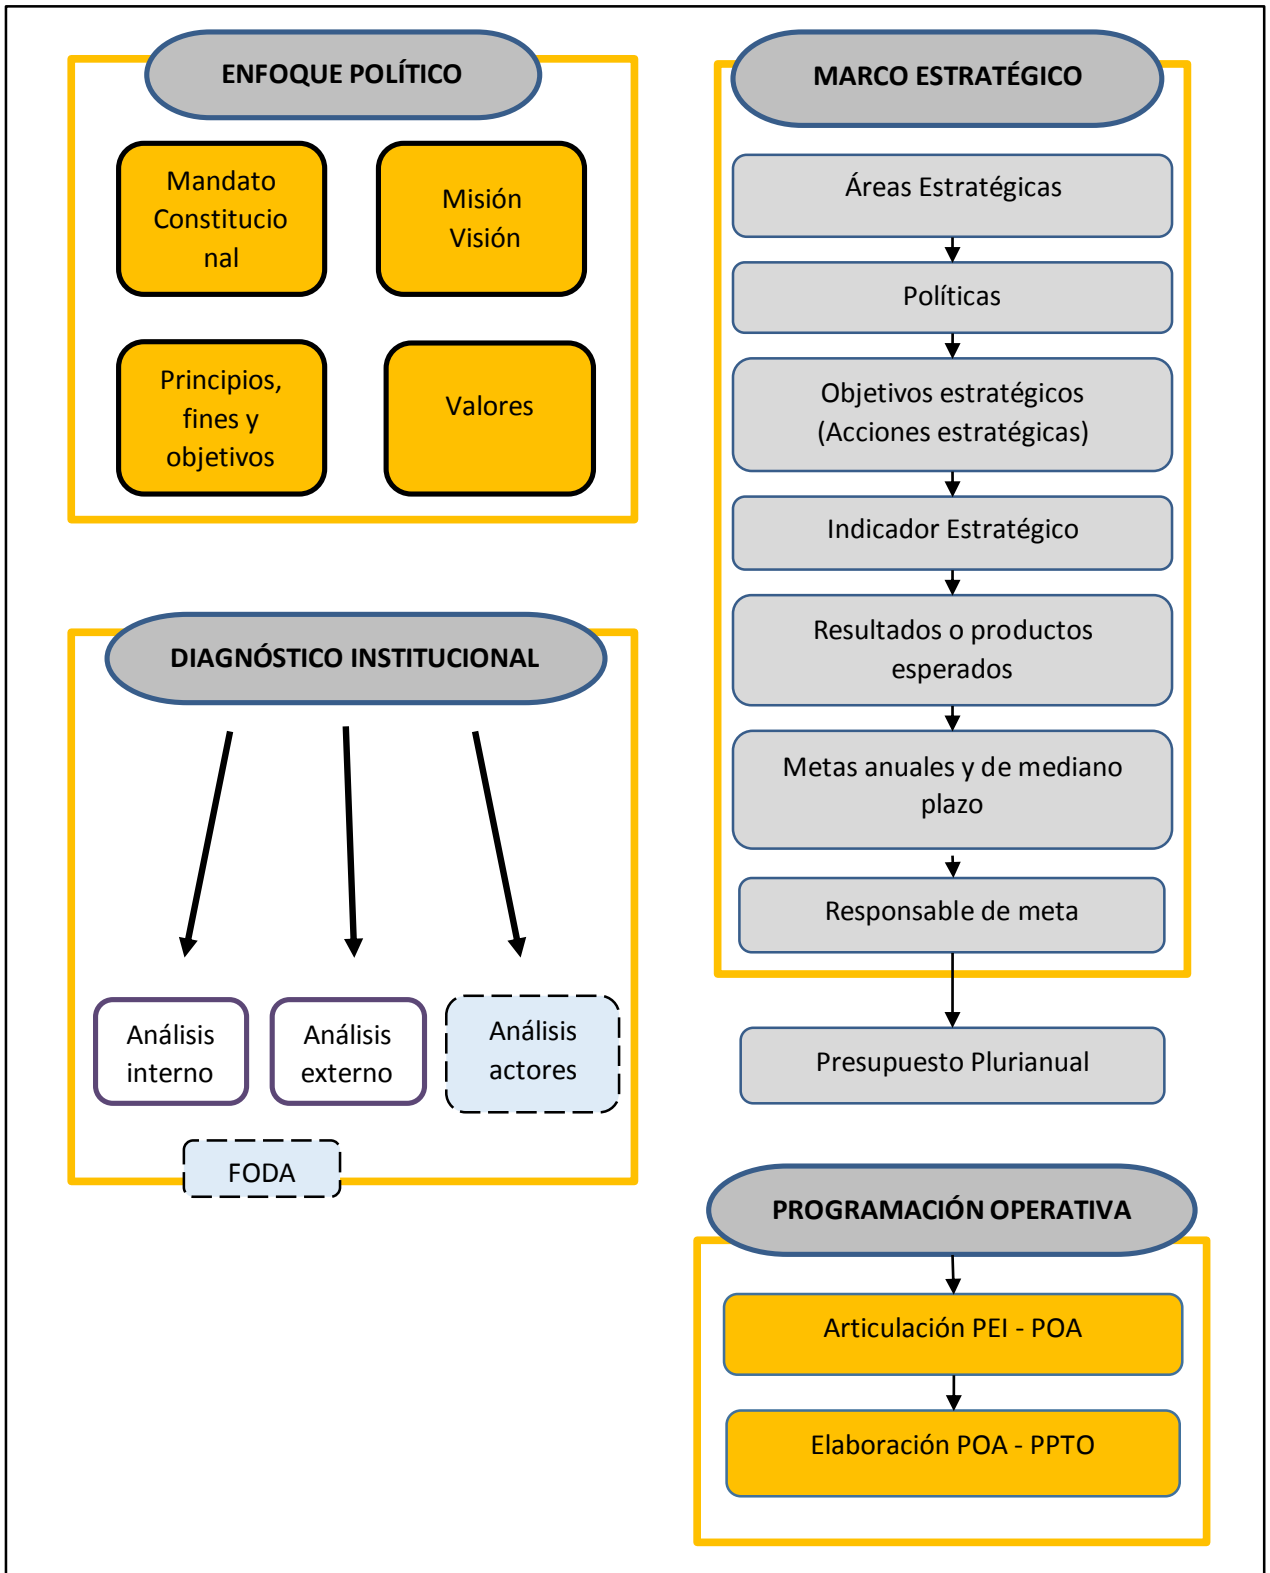 ENFOQUE POLÍTICO
Mandato
Constitucio
nal
Misión
Visión
Principios,
fines y
objetivos
Valores
DIAGNÓSTICO INSTITUCIONAL
Análisis
interno
Análisis
externo
Análisis
actores
FODA
MARCO ESTRATÉGICO
Áreas Estratégicas
Políticas
Objetivos estratégicos
(Acciones estratégicas)
Indicador Estratégico
Resultados o productos
esperados
Metas anuales y de mediano
plazo
Responsable de meta
Presupuesto Plurianual
PROGRAMACIÓN OPERATIVA
Articulación PEI - POA
Elaboración POA - PPTO